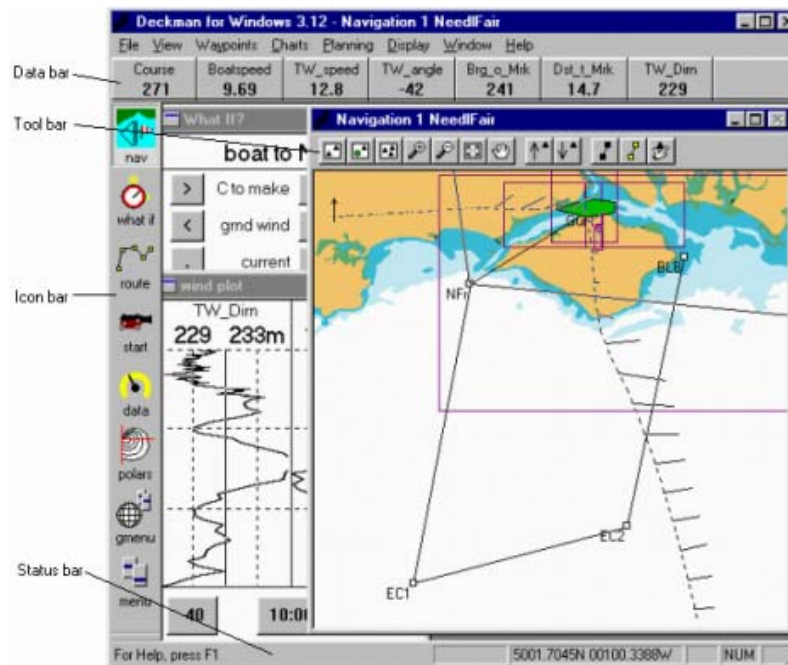 Deckman for Windows 3.12 - Navigation 1 NeedlFair
File View Waypoints Charts Planning Display Window Help
Data bar
Course Boatspeed TW_speed TW_angle Brg_o_Mrk Dst_t_Mrk TW_Dirn
271 9.69 12.8 -42 241 14.7 229
Tool bar
What If?
Navigation 1 NeedlFair
nav
boat to
> C to make
what if
< grnd wind
. current
route
wind plot
Icon bar
TW_Dirn
229 233m
start
data
polars
gmenu
menu
NFr
BLB
EC2
EC1
Status bar
40 10:0
For Help, press F1
5001.7045N 00100.3388W NUM